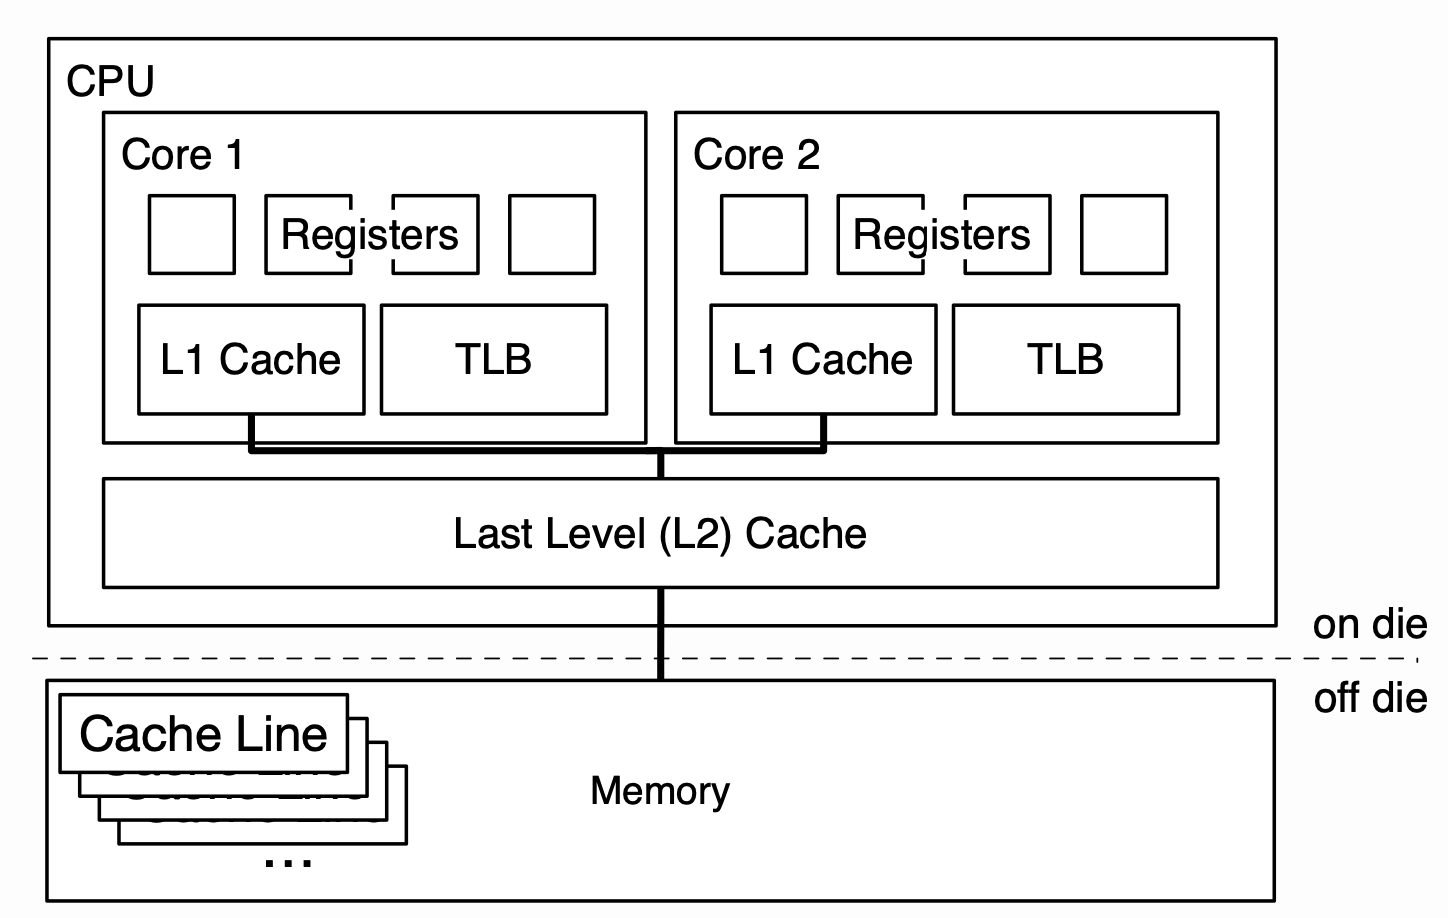 CPU
Core 1
Core 2
Registers
Registers
L1 Cache
TLB
L1 Cache
TLB
Last Level (L2) Cache
on die
off die
Cache Line
Memory
...